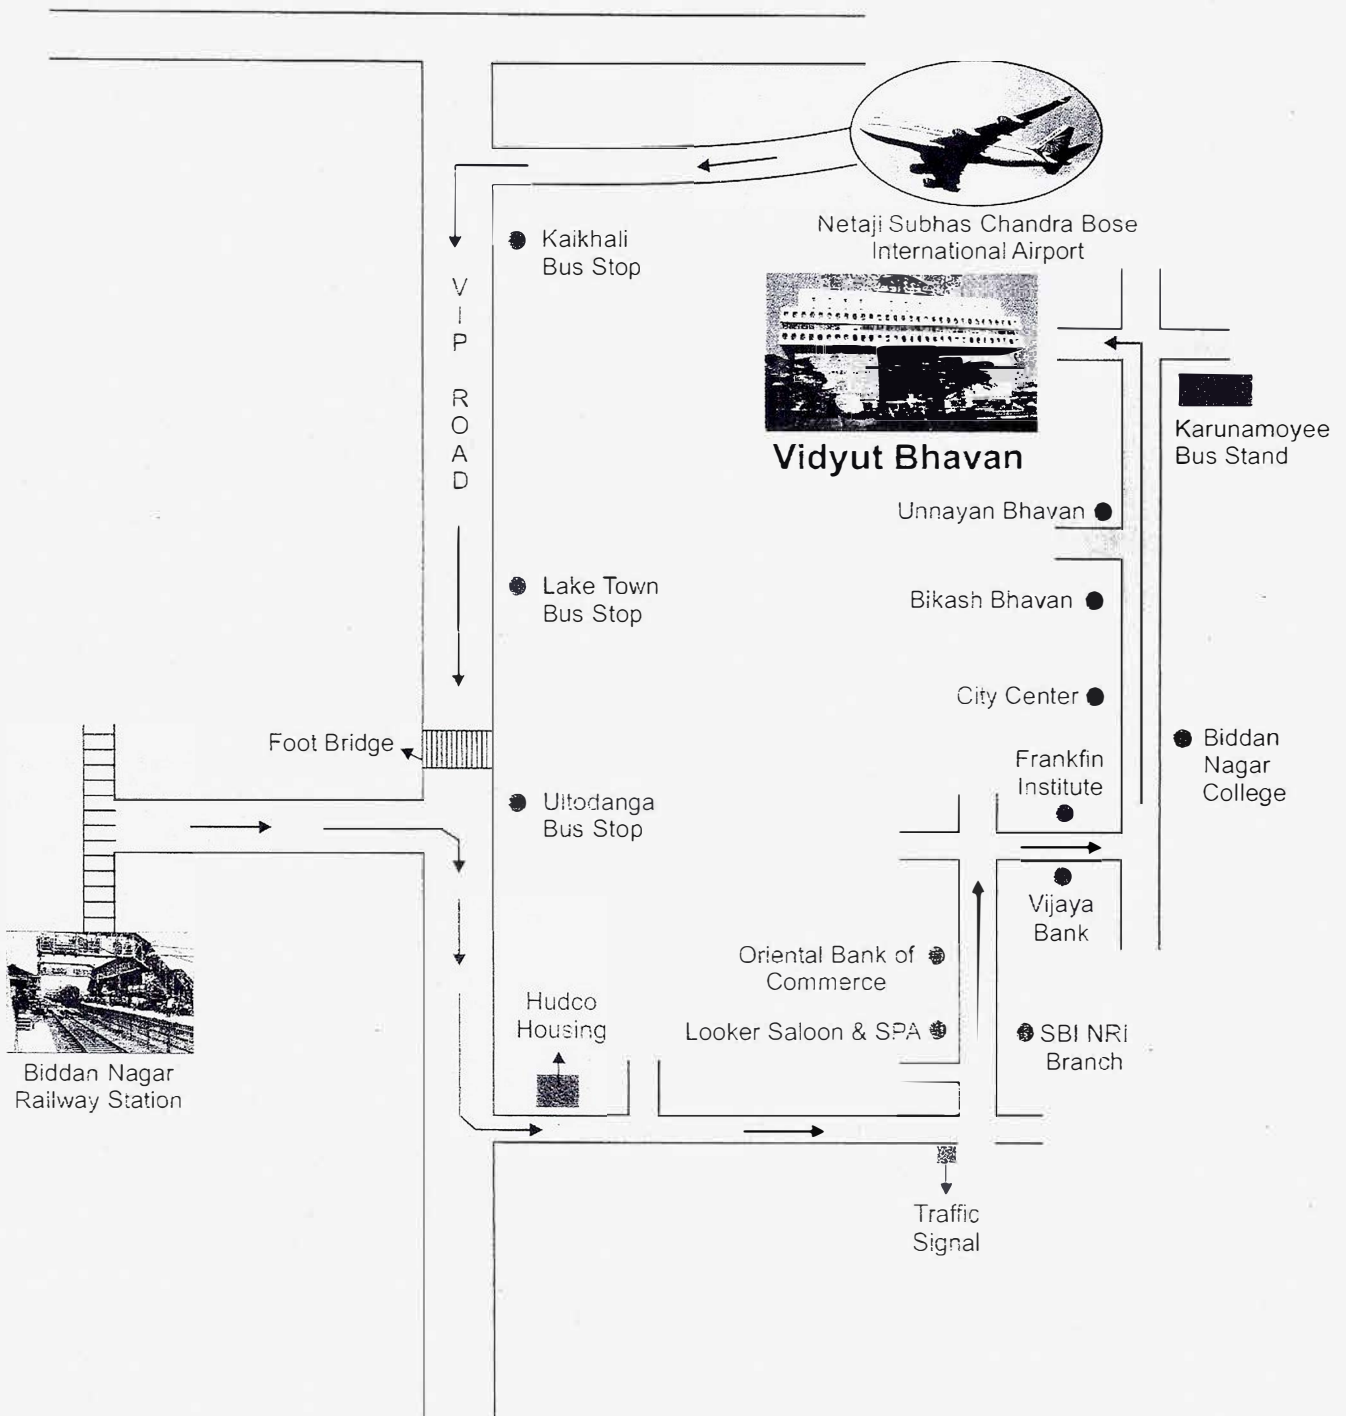 Netaji Subhas Chandra Bose
International Airport
Kaikhali
Bus Stop
VIP ROAD
Vidyut Bhavan
Karunamoyee
Bus Stand
Unnayan Bhavan
Lake Town
Bus Stop
Bikash Bhavan
City Center
Foot Bridge
Biddan
Nagar
College
Frankfin
Institute
Ultodanga
Bus Stop
Vijaya
Bank
Oriental Bank of
Commerce
Hudco
Housing
Looker Saloon & SPA
SBI NRI
Branch
Biddan Nagar
Railway Station
Traffic
Signal